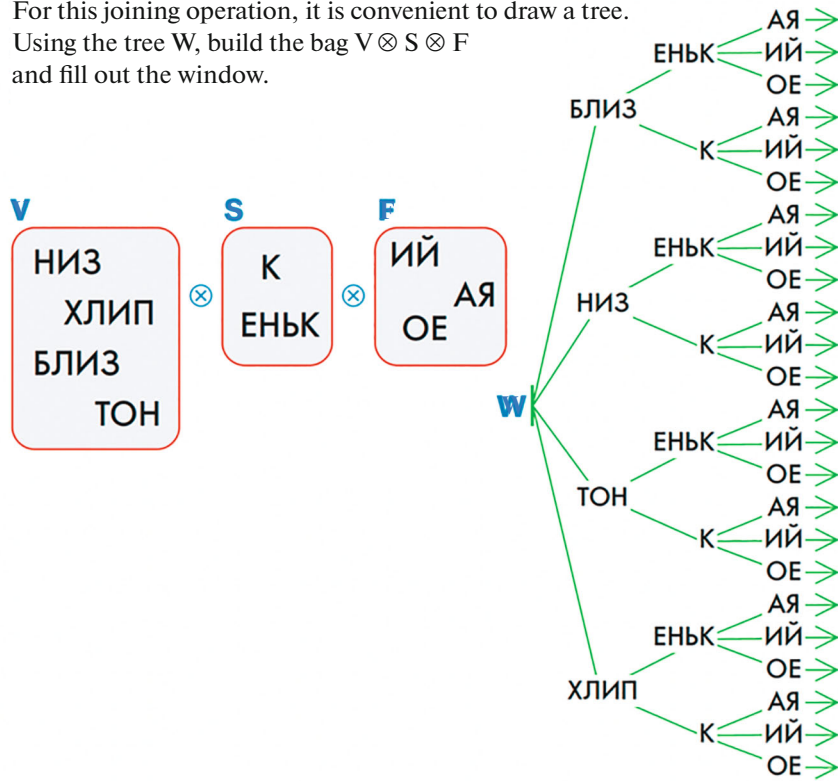 For this joining operation, it is convenient to draw a tree.
Using the tree W, build the bag V ⊗ S ⊗ F
and fill out the window.
V
НИЗ
ХЛИП
БЛИЗ
ТОН
⊗
S
К
ЕНЬК
⊗
F
ИЙ
АЯ
ОЕ
W
БЛИЗ
ЕНЬК
АЯ
ИЙ
ОЕ
К
АЯ
ИЙ
ОЕ
НИЗ
ЕНЬК
АЯ
ИЙ
ОЕ
К
АЯ
ИЙ
ОЕ
ТОН
ЕНЬК
АЯ
ИЙ
ОЕ
К
АЯ
ИЙ
ОЕ
ХЛИП
ЕНЬК
АЯ
ИЙ
ОЕ
К
АЯ
ИЙ
ОЕ